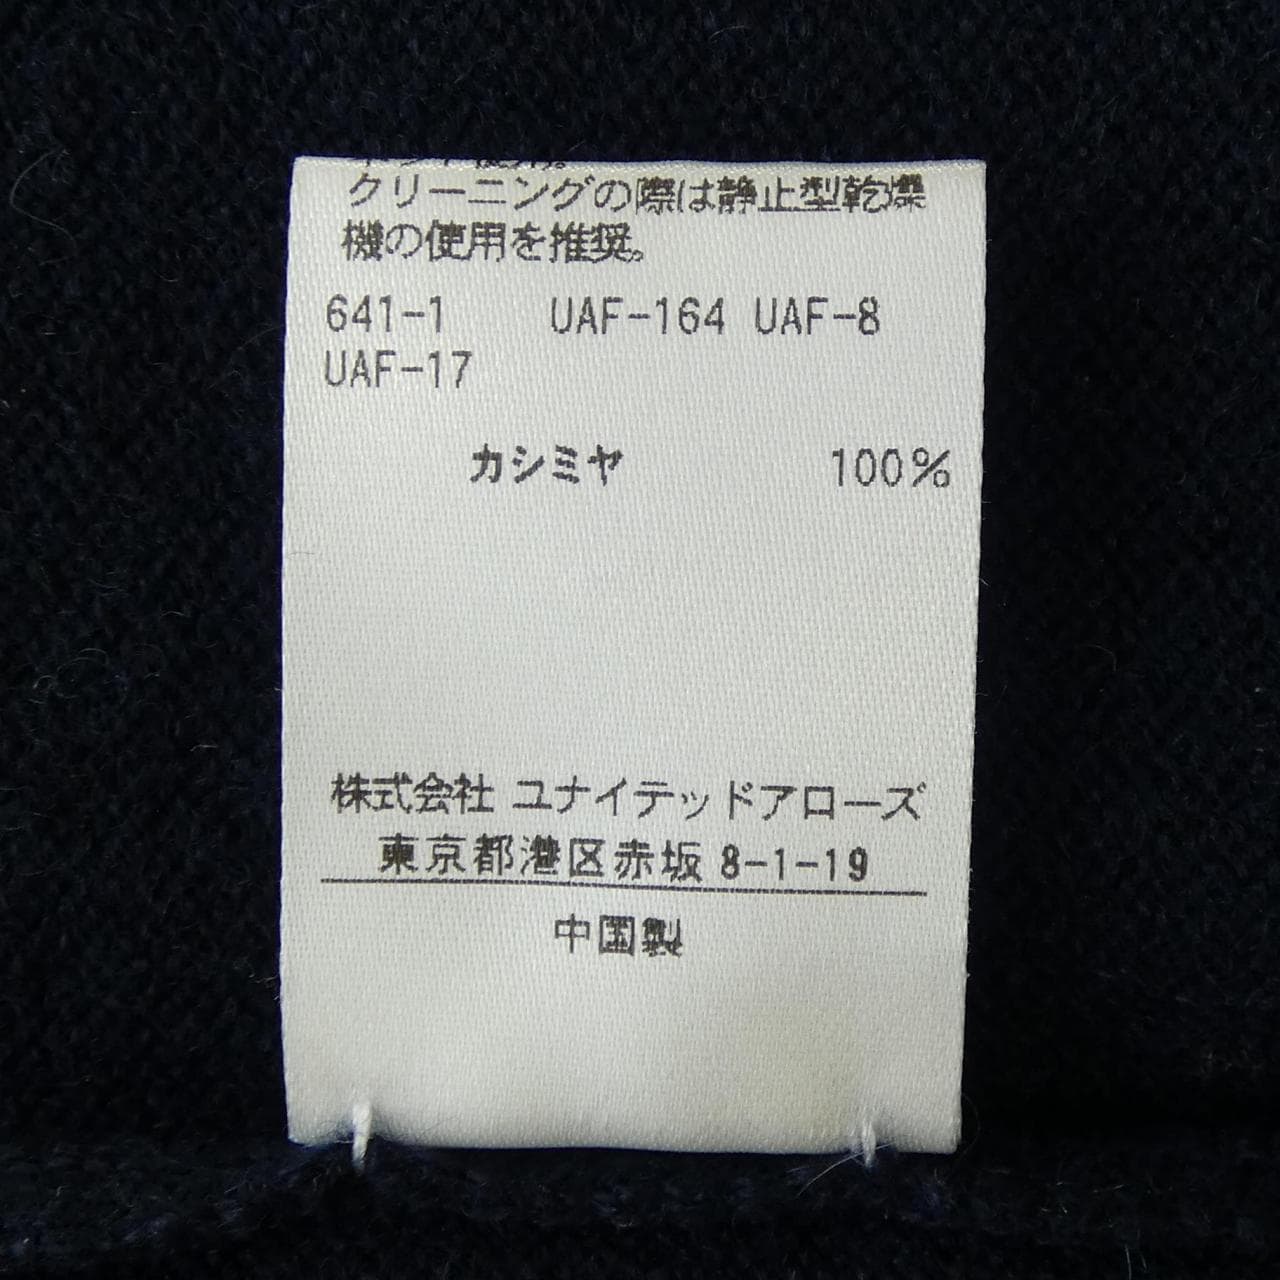 クリーニングの際は静止型乾燥
機の使用を推奨。
641-1 UAF-164 UAF-8
UAF-17
カシミヤ 100%
株式会社 ユナイテッドアローズ
東京都港区赤坂 8-1-19
中国製